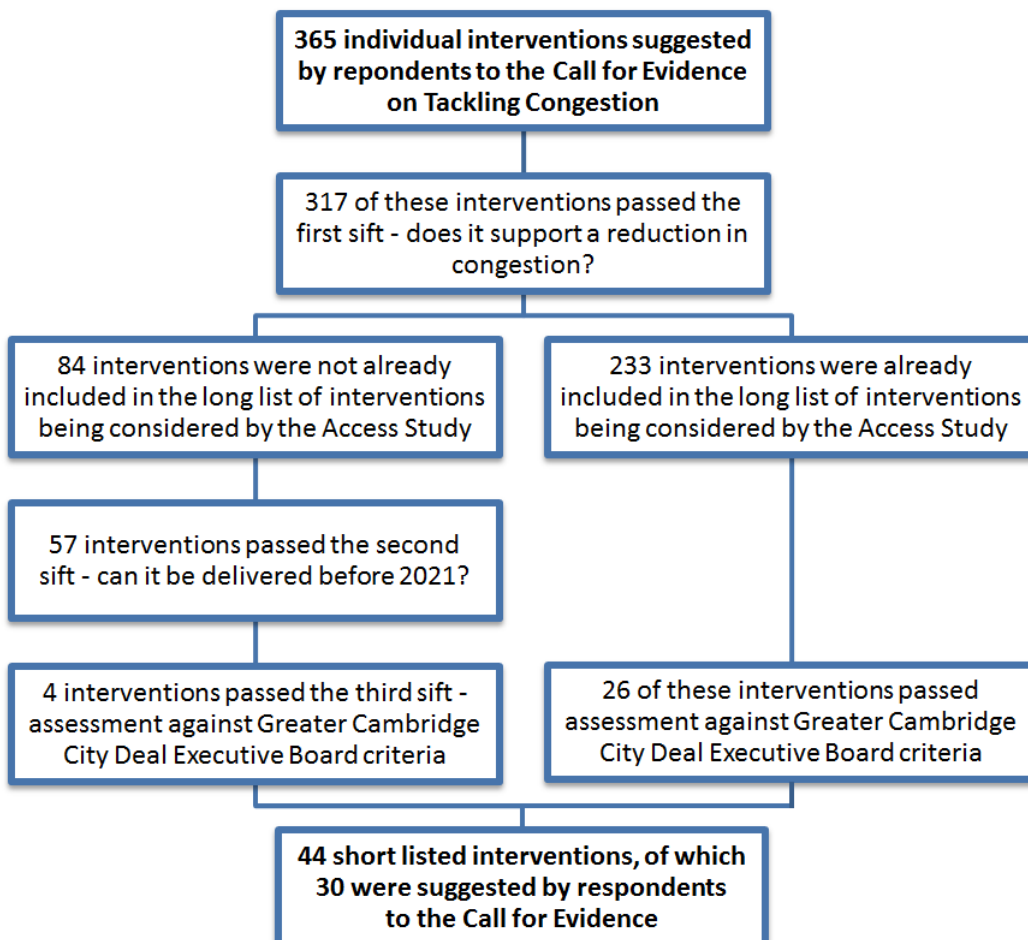 365 individual interventions suggested
by repondents to the Call for Evidence
on Tackling Congestion
317 of these interventions passed the
first sift - does it support a reduction in
congestion?
84 interventions were not already
included in the long list of interventions
being considered by the Access Study
233 interventions were already
included in the long list of interventions
being considered by the Access Study
57 interventions passed the second
sift - can it be delivered before 2021?
4 interventions passed the third sift -
assessment against Greater Cambridge
City Deal Executive Board criteria
26 of these interventions passed
assessment against Greater Cambridge
City Deal Executive Board criteria
44 short listed interventions, of which
30 were suggested by respondents
to the Call for Evidence